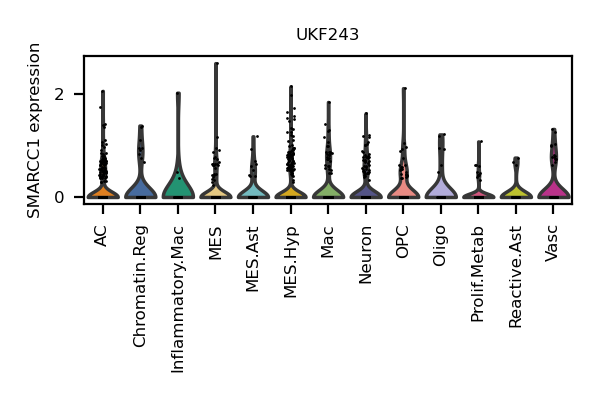 UKF243
SMARCC1 expression
2
0
AC
Chromatin.Reg
Inflammatory.Mac
MES
MES.Ast
MES.Hyp
Mac
Neuron
OPC
Oligo
Prolif.Metab
Reactive.Ast
Vasc